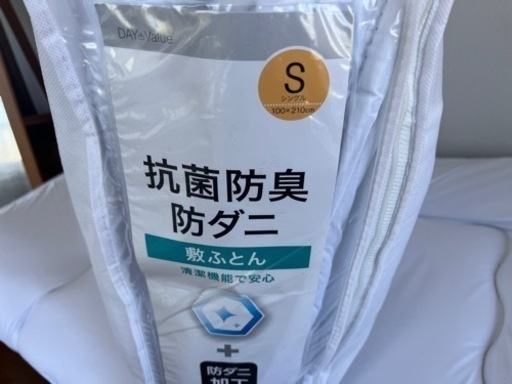 DAY Value
S
シングル
100×210cm
抗菌防臭
防ダニ
敷ふとん
清潔機能で安心
+
防ダニ
加工